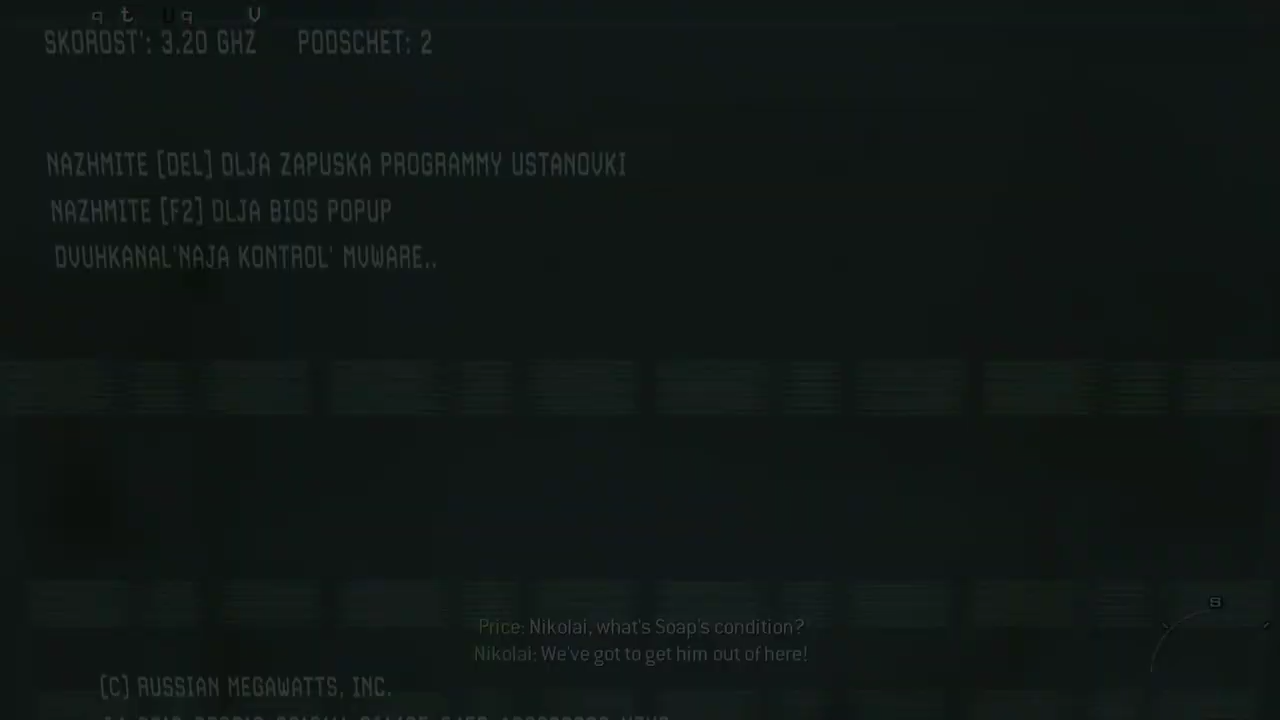 SKOROST': 3.20 GHZ PODSCHET: 2
NAZHMITE [DEL] DLJA ZAPUSKA PROGRAMMY USTANOVKI
NAZHMITE [F2] DLJA BIOS POPUP
DVUHKANAL'NAJA KONTROL' MVWARE..
S
Price: Nikolai, what's Soap's condition?
Nikolai: We've got to get him out of here!
[C] RUSSIAN MEGAWATTS, INC.